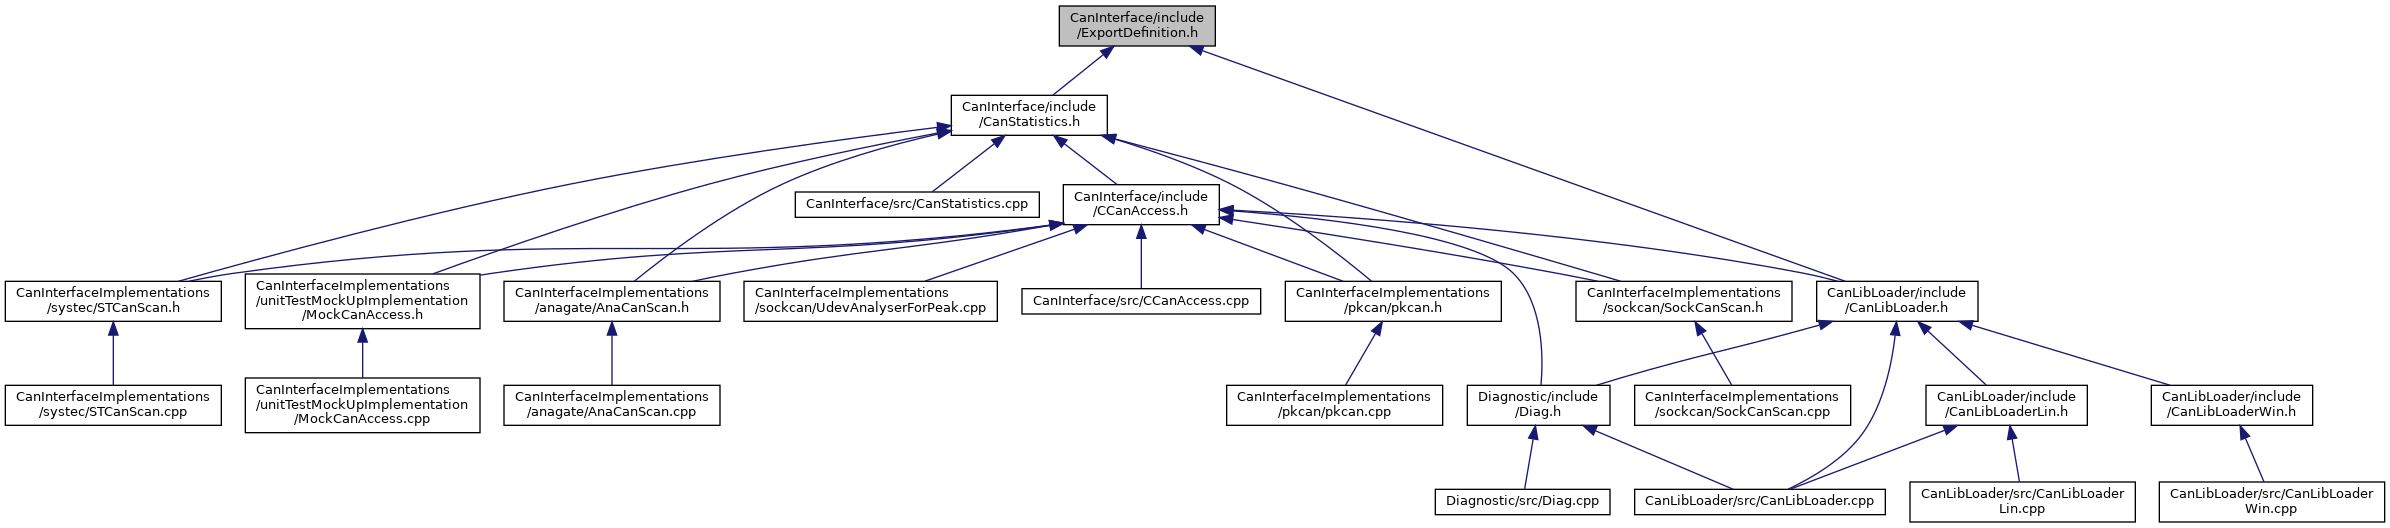 CanInterface/include
/ExportDefinition.h
CanInterface/include
/CanStatistics.h
CanInterface/src/CanStatistics.cpp
CanInterface/include
/CCanAccess.h
CanInterfaceImplementations
/systec/STCanScan.h
CanInterfaceImplementations
/unitTestMockUpImplementation
/MockCanAccess.h
CanInterfaceImplementations
/anagate/AnaCanScan.h
CanInterfaceImplementations
/sockcan/UdevAnalyserForPeak.cpp
CanInterface/src/CCanAccess.cpp
CanInterfaceImplementations
/pkcan/pkcan.h
CanInterfaceImplementations
/sockcan/SockCanScan.h
CanLibLoader/include
/CanLibLoader.h
CanInterfaceImplementations
/systec/STCanScan.cpp
CanInterfaceImplementations
/unitTestMockUpImplementation
/MockCanAccess.cpp
CanInterfaceImplementations
/anagate/AnaCanScan.cpp
CanInterfaceImplementations
/pkcan/pkcan.cpp
Diagnostic/include
/Diag.h
CanInterfaceImplementations
/sockcan/SockCanScan.cpp
CanLibLoader/include
/CanLibLoaderLin.h
CanLibLoader/include
/CanLibLoaderWin.h
Diagnostic/src/Diag.cpp
CanLibLoader/src/CanLibLoader.cpp
CanLibLoader/src/CanLibLoader
Lin.cpp
CanLibLoader/src/CanLibLoader
Win.cpp